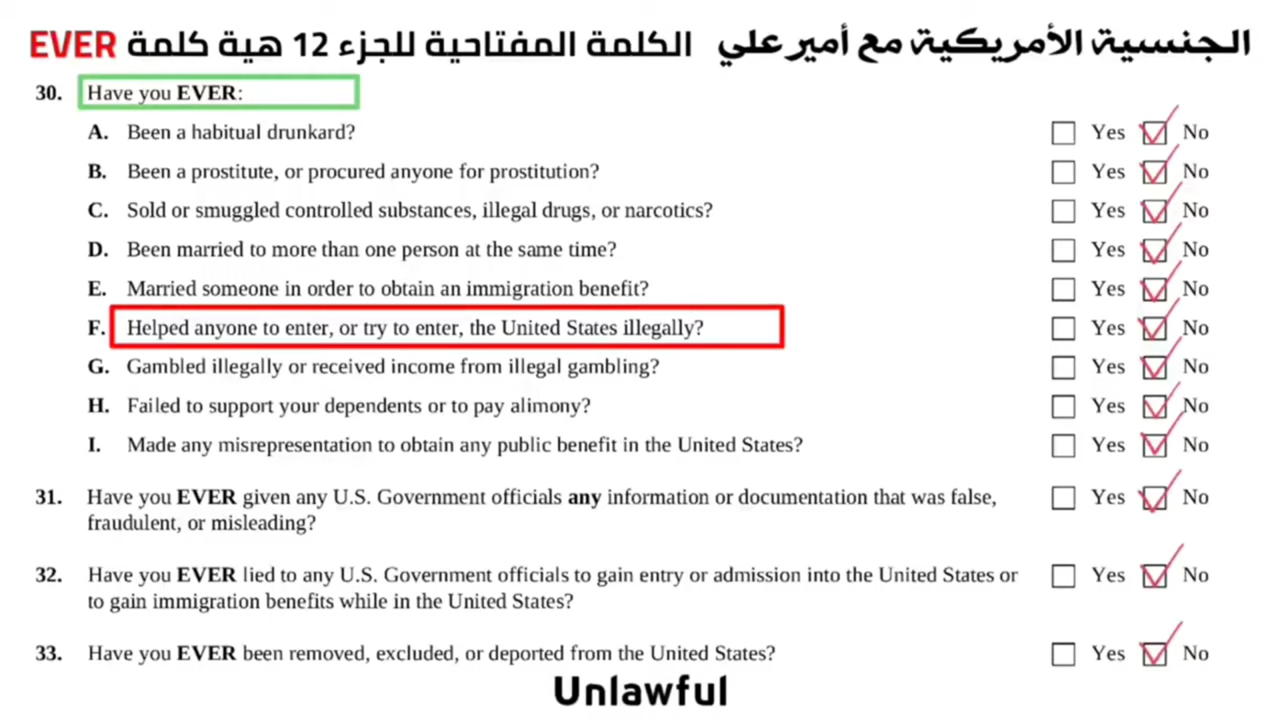 الجنسية الأمريكية مع أمير علي الكلمة المفتاحية للجزء 12 هية كلمة EVER
30. Have you EVER:
A. Been a habitual drunkard? Yes No
B. Been a prostitute, or procured anyone for prostitution? Yes No
C. Sold or smuggled controlled substances, illegal drugs, or narcotics? Yes No
D. Been married to more than one person at the same time? Yes No
E. Married someone in order to obtain an immigration benefit? Yes No
F. Helped anyone to enter, or try to enter, the United States illegally? Yes No
G. Gambled illegally or received income from illegal gambling? Yes No
H. Failed to support your dependents or to pay alimony? Yes No
I. Made any misrepresentation to obtain any public benefit in the United States? Yes No
31. Have you EVER given any U.S. Government officials any information or documentation that was false, Yes No
fraudulent, or misleading?
32. Have you EVER lied to any U.S. Government officials to gain entry or admission into the United States or Yes No
to gain immigration benefits while in the United States?
33. Have you EVER been removed, excluded, or deported from the United States? Yes No
Unlawful